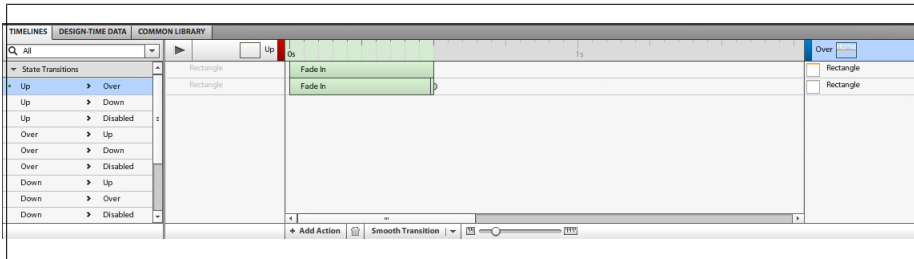 TIMELINES DESIGN-TIME DATA COMMON LIBRARY
All Up 0s 1s Over
State Transitions Rectangle Fade In Rectangle
Up Over Rectangle Fade In Rectangle
Up Down
Up Disabled
Over Up
Over Down
Over Disabled
Down Up
Down Over
Down Disabled
+ Add Action Smooth Transition